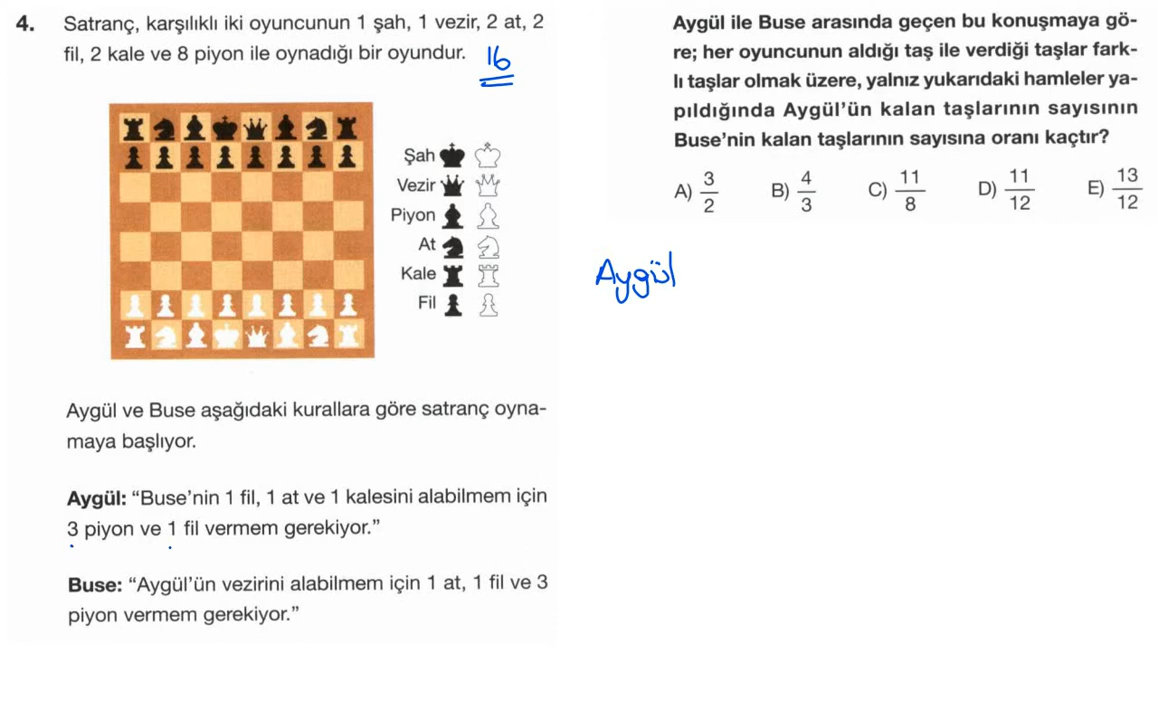 4. Satranç, karşılıklı iki oyuncunun 1 şah, 1 vezir, 2 at, 2
fil, 2 kale ve 8 piyon ile oynadığı bir oyundur. 16
Şah
Vezir
Piyon
At
Kale
Fil
Aygül ve Buse aşağıdaki kurallara göre satranç oyna-
maya başlıyor.
Aygül: “Buse’nin 1 fil, 1 at ve 1 kalesini alabilmem için
3 piyon ve 1 fil vermem gerekiyor.”
Buse: “Aygül’ün vezirini alabilmem için 1 at, 1 fil ve 3
piyon vermem gerekiyor.”
Aygül ile Buse arasında geçen bu konuşmaya gö-
re; her oyuncunun aldığı taş ile verdiği taşlar fark-
lı taşlar olmak üzere, yalnız yukarıdaki hamleler ya-
pıldığında Aygül’ün kalan taşlarının sayısının
Buse’nin kalan taşlarının sayısına oranı kaçtır?
A) 3/2 B) 4/3 C) 11/8 D) 11/12 E) 13/12
Aygül